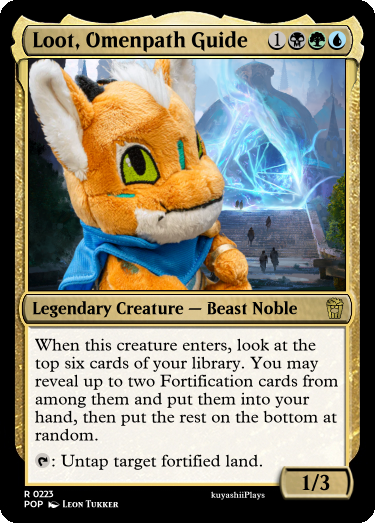 Loot, Omenpath Guide 1
Legendary Creature — Beast Noble
When this creature enters, look at the
top six cards of your library. You may
reveal up to two Fortification cards from
among them and put them into your
hand, then put the rest on the bottom at
random.
: Untap target fortified land.
1/3
R 0223
POP Leon Tukker
kuyashiiPlays